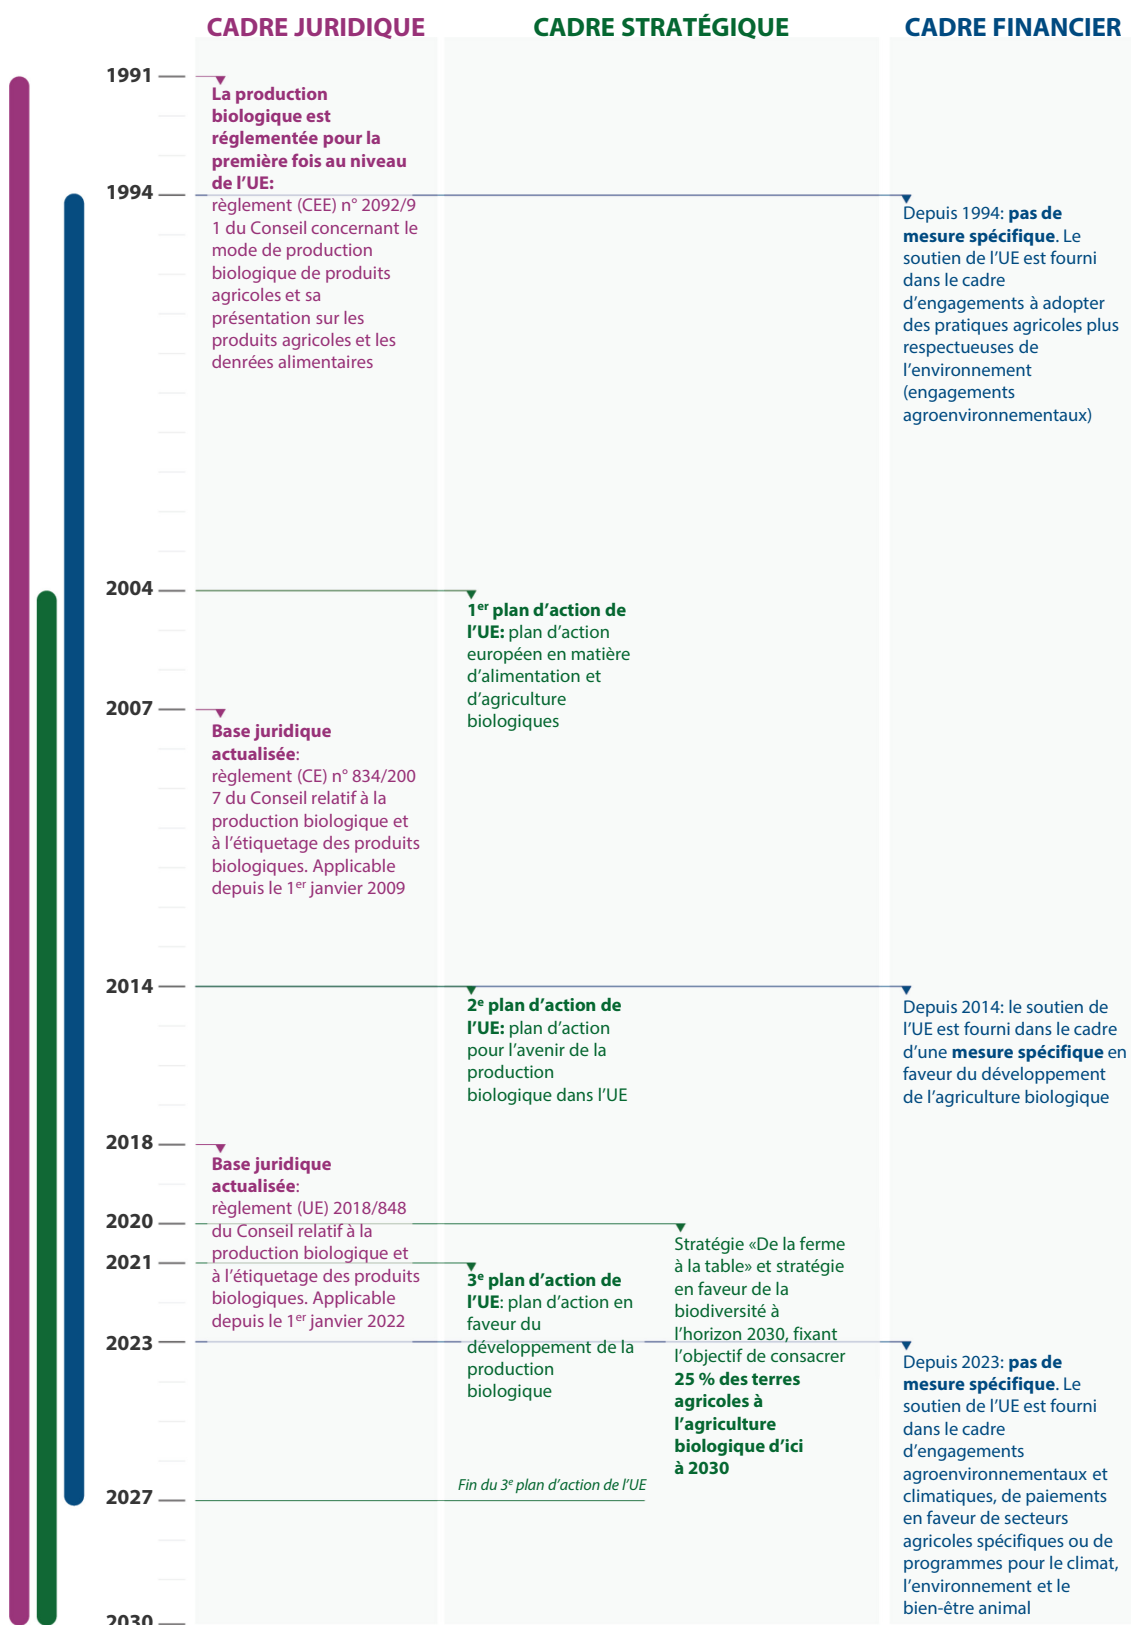 CADRE JURIDIQUE
CADRE STRATÉGIQUE
CADRE FINANCIER
1991
La production
biologique est
réglementée pour la
première fois au niveau
de l'UE:
règlement (CEE) n° 2092/9
1 du Conseil concernant le
mode de production
biologique de produits
agricoles et sa
présentation sur les
produits agricoles et les
denrées alimentaires
1994
Depuis 1994: pas de
mesure spécifique. Le
soutien de l'UE est fourni
dans le cadre
d'engagements à adopter
des pratiques agricoles plus
respectueuses de
l'environnement
(engagements
agroenvironnementaux)
2004
1er plan d'action de
l'UE: plan d'action
européen en matière
d'alimentation et
d'agriculture
biologiques
2007
Base juridique
actualisée:
règlement (CE) n° 834/200
7 du Conseil relatif à la
production biologique et
à l'étiquetage des produits
biologiques. Applicable
depuis le 1er janvier 2009
2014
2e plan d'action de
l'UE: plan d'action
pour l'avenir de la
production
biologique dans l'UE
Depuis 2014: le soutien de
l'UE est fourni dans le cadre
d'une mesure spécifique en
faveur du développement
de l'agriculture biologique
2018
Base juridique
actualisée:
règlement (UE) 2018/848
du Conseil relatif à la
production biologique et
à l'étiquetage des produits
biologiques. Applicable
depuis le 1er janvier 2022
2020
Stratégie «De la ferme
à la table» et stratégie
en faveur de la
biodiversité à
l'horizon 2030, fixant
l'objectif de consacrer
25 % des terres
agricoles à
l'agriculture
biologique d'ici
à 2030
2021
3e plan d'action de
l'UE: plan d'action en
faveur du
développement de la
production
biologique
2023
Depuis 2023: pas de
mesure spécifique. Le
soutien de l'UE est fourni
dans le cadre
d'engagements
agroenvironnementaux et
climatiques, de paiements
en faveur de secteurs
agricoles spécifiques ou de
programmes pour le climat,
l'environnement et le
bien-être animal
Fin du 3e plan d'action de l'UE
2027
2030